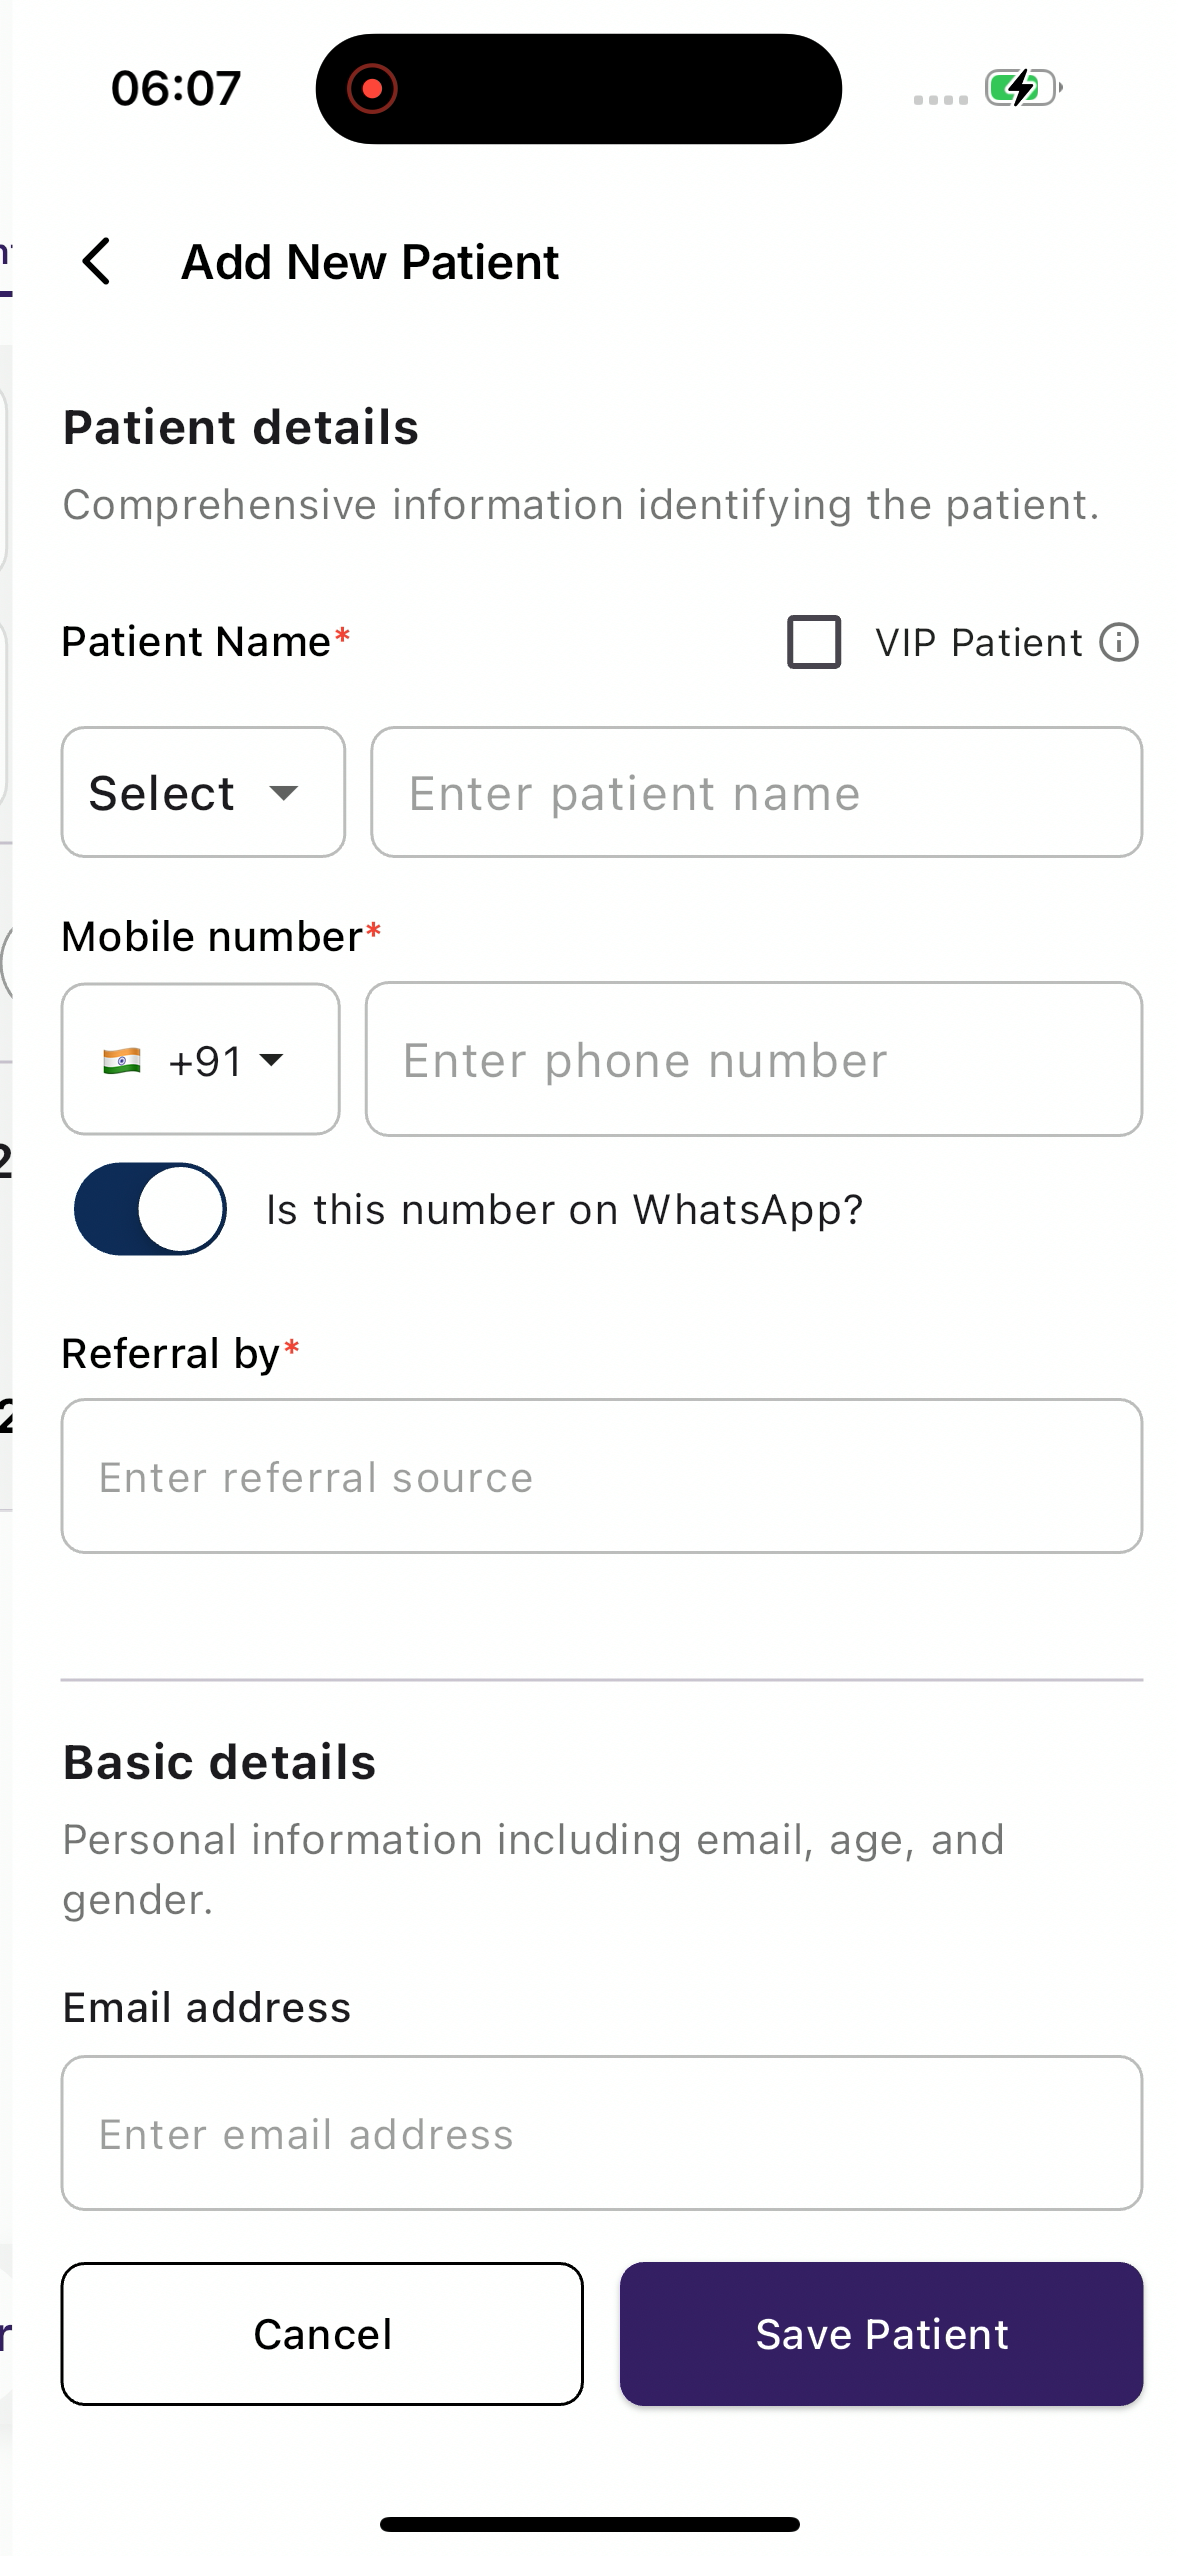 06:07
Add New Patient
Patient details
Comprehensive information identifying the patient.
Patient Name*
VIP Patient
Select
Enter patient name
Mobile number*
+91
Enter phone number
Is this number on WhatsApp?
Referral by*
Enter referral source
Basic details
Personal information including email, age, and
gender.
Email address
Enter email address
Cancel
Save Patient